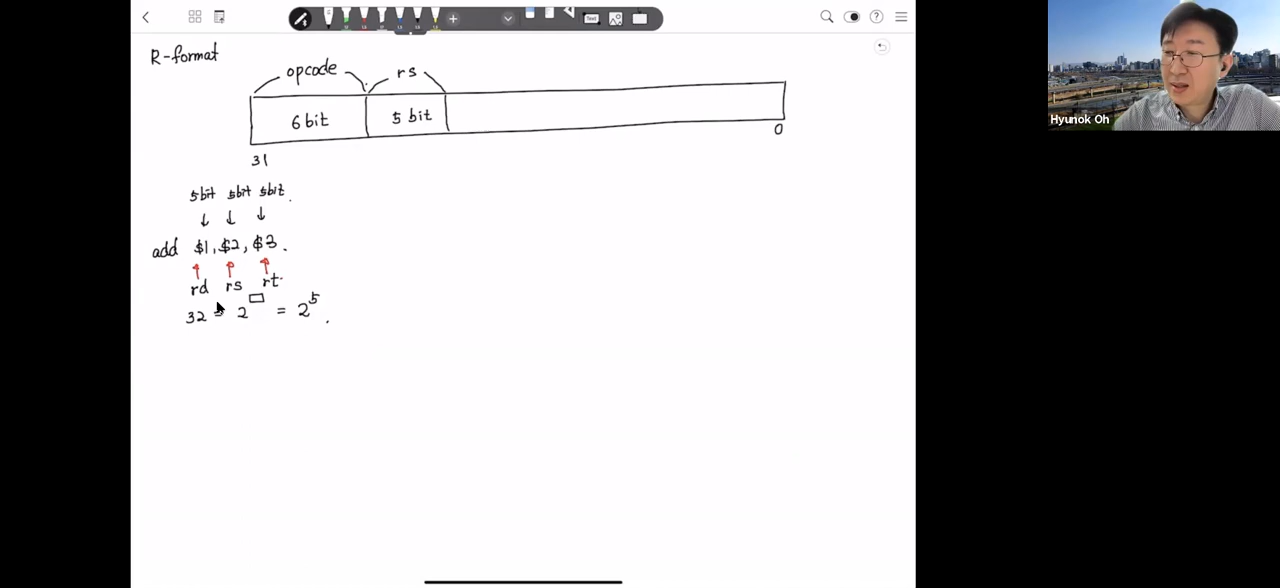 R-format
opcode rs
6 bit 5 bit
31 0
5bit 5bit 5bit.
↓ ↓ ↓
add $1, $2, $3.
↑ ↑ ↑
rd rs rt
32 = 2^□ = 2^5.
Text
Hyunok Oh